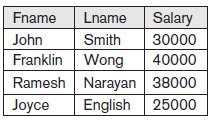 Fname Lname Salary
John Smith 30000
Franklin Wong 40000
Ramesh Narayan 38000
Joyce English 25000